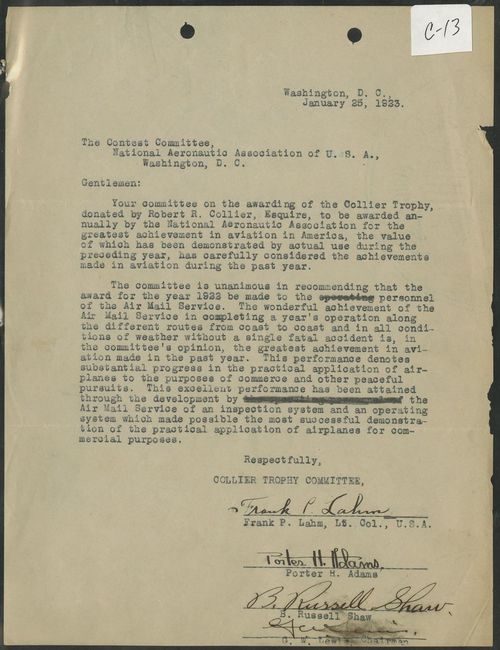 C-13
Washington, D. C.,
January 25, 1923.
The Contest Committee,
National Aeronautic Association of U. S. A.,
Washington, D. C.
Gentlemen:
Your committee on the awarding of the Collier Trophy,
donated by Robert R. Collier, Esquire, to be awarded an-
nually by the National Aeronautic Association for the
greatest achievement in aviation in America, the value
of which has been demonstrated by actual use during the
preceding year, has carefully considered the achievements
made in aviation during the past year.
The committee is unanimous in recommending that the
award for the year 1922 be made to the operating personnel
of the Air Mail Service. The wonderful achievement of the
Air Mail Service in completing a year's operation along
the different routes from coast to coast and in all condi-
tions of weather without a single fatal accident is, in
the committee's opinion, the greatest achievement in avi-
ation made in the past year. This performance denotes
substantial progress in the practical application of air-
planes to the purposes of commerce and other peaceful
pursuits. This excellent performance has been attained
through the development by the
Air Mail Service of an inspection system and an operating
system which made possible the most successful demonstra-
tion of the practical application of airplanes for com-
mercial purposes.
Respectfully,
COLLIER TROPHY COMMITTEE,
Frank P. Lahm
Frank P. Lahm, Lt. Col., U.S.A.
Porter H. Adams.
Porter H. Adams
B. Russell Shaw.
B. Russell Shaw
G. W. Lewis, Chairman